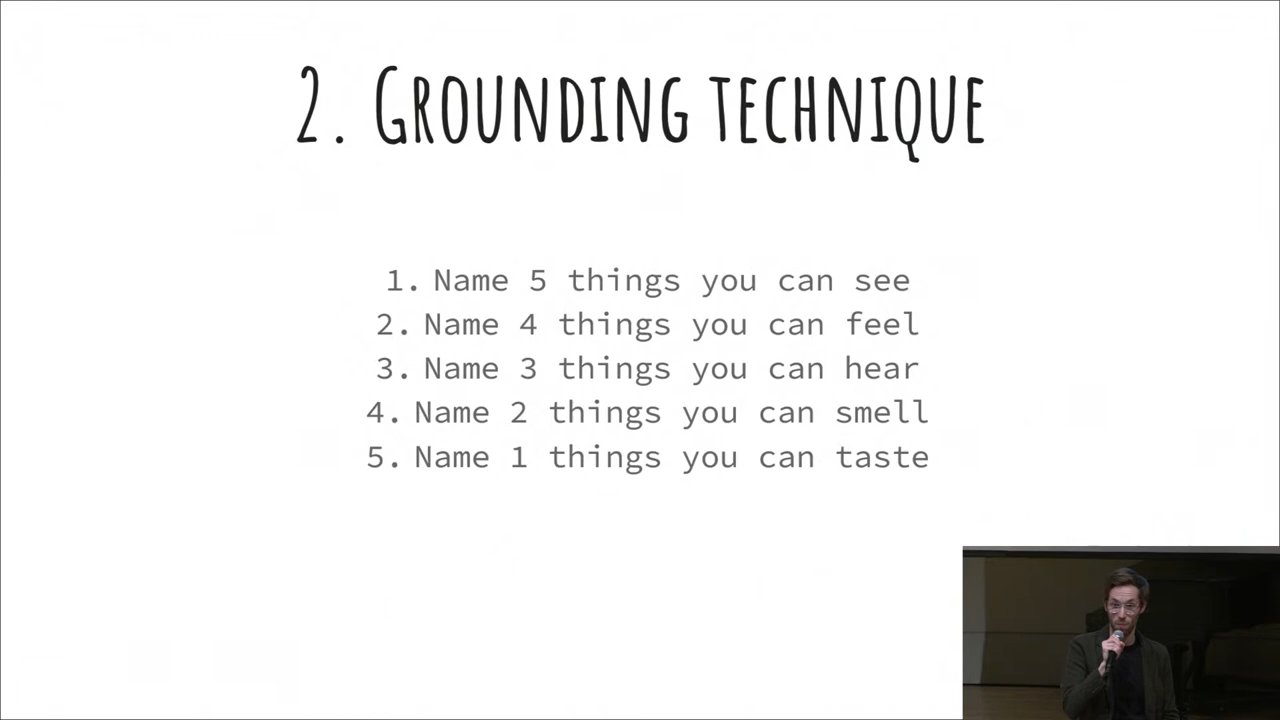 2. Grounding technique
1. Name 5 things you can see
2. Name 4 things you can feel
3. Name 3 things you can hear
4. Name 2 things you can smell
5. Name 1 things you can taste